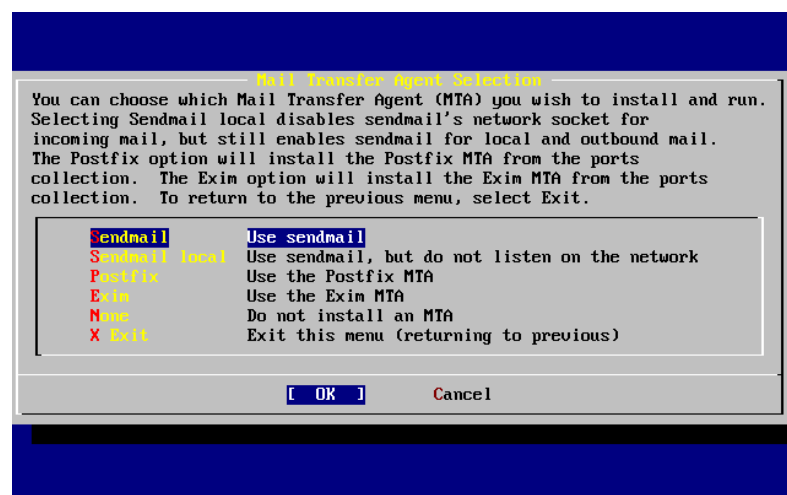 Mail Transfer Agent Selection
You can choose which Mail Transfer Agent (MTA) you wish to install and run.
Selecting Sendmail local disables sendmail's network socket for
incoming mail, but still enables sendmail for local and outbound mail.
The Postfix option will install the Postfix MTA from the ports
collection.  The Exim option will install the Exim MTA from the ports
collection.  To return to the previous menu, select Exit.
Sendmail Use sendmail
Sendmail local Use sendmail, but do not listen on the network
Postfix Use the Postfix MTA
Exim Use the Exim MTA
None Do not install an MTA
X Exit Exit this menu (returning to previous)
[ OK ] Cancel